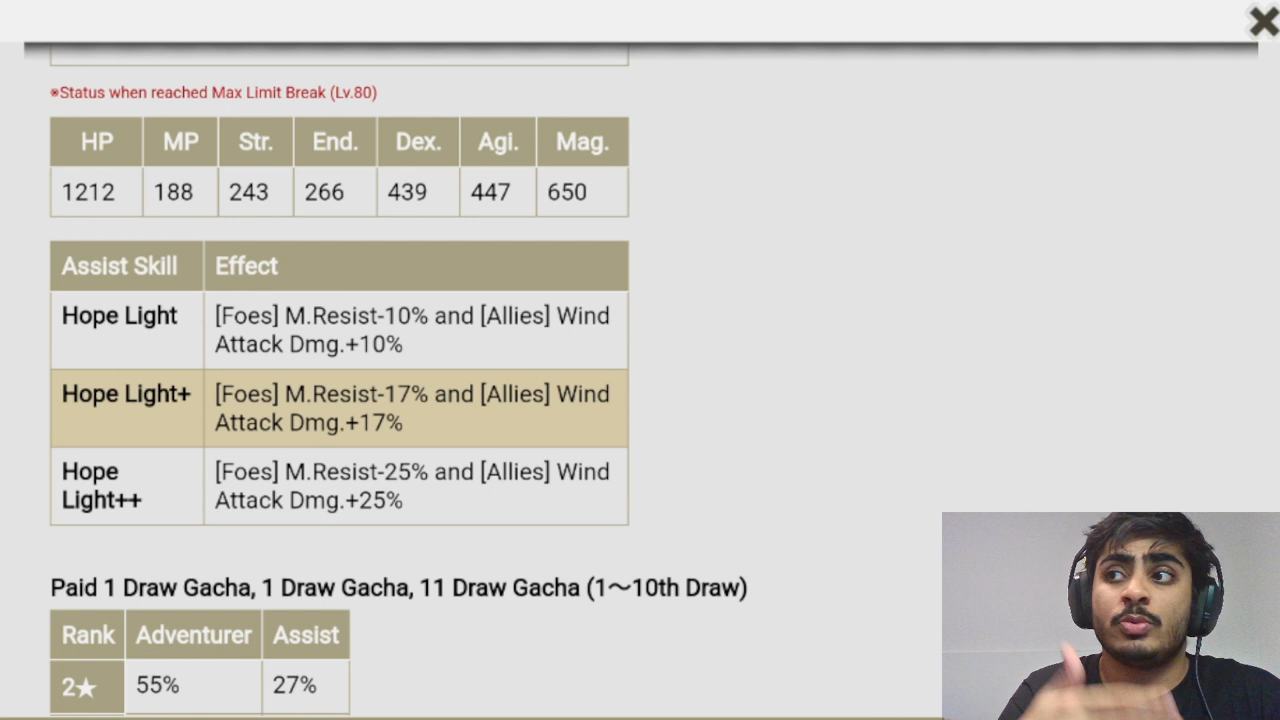 ※Status when reached Max Limit Break (Lv.80)
HP MP Str. End. Dex. Agi. Mag.
1212 188 243 266 439 447 650
Assist Skill Effect
Hope Light [Foes] M.Resist-10% and [Allies] Wind
Attack Dmg.+10%
Hope Light+ [Foes] M.Resist-17% and [Allies] Wind
Attack Dmg.+17%
Hope [Foes] M.Resist-25% and [Allies] Wind
Light++ Attack Dmg.+25%
Paid 1 Draw Gacha, 1 Draw Gacha, 11 Draw Gacha (1〜10th Draw)
Rank Adventurer Assist
2★ 55% 27%